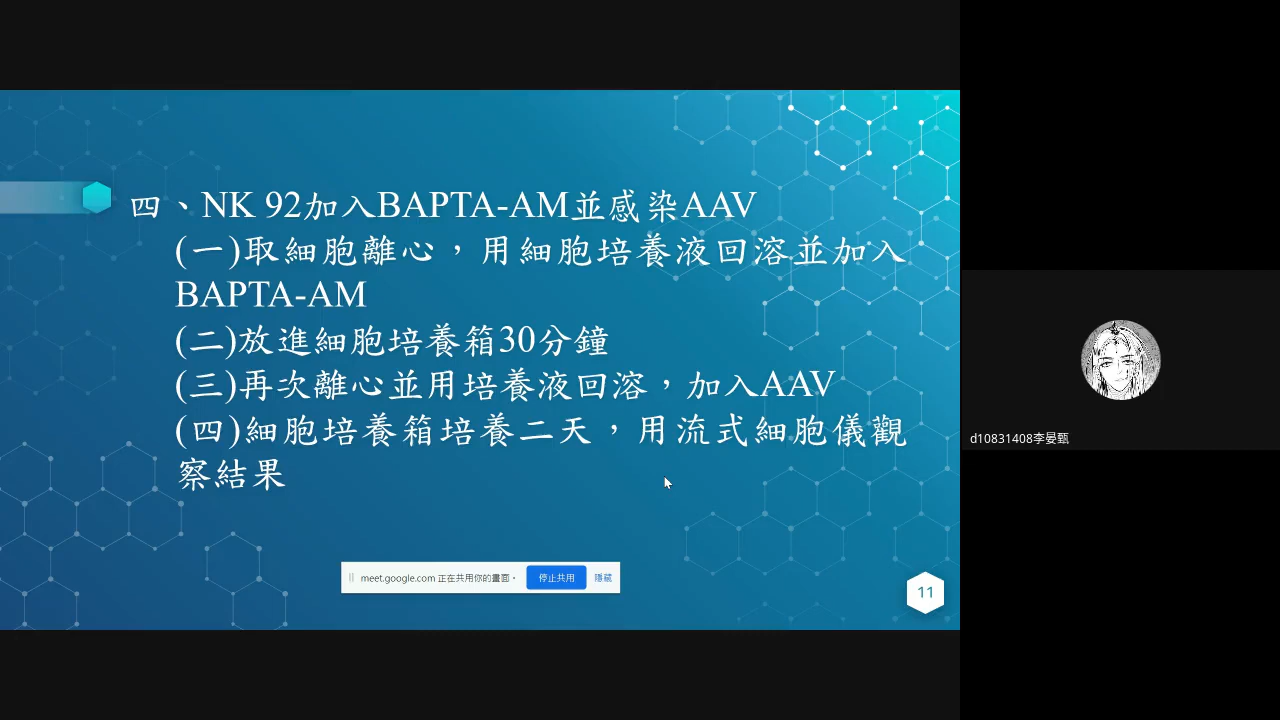 四、NK 92加入BAPTA-AM並感染AAV
(一)取細胞離心，用細胞培養液回溶並加入
BAPTA-AM
(二)放進細胞培養箱30分鐘
(三)再次離心並用培養液回溶，加入AAV
(四)細胞培養箱培養二天，用流式細胞儀觀
察結果
meet.google.com 正在共用你的畫面。 停止共用 隱藏
11
d10831408李晏甄